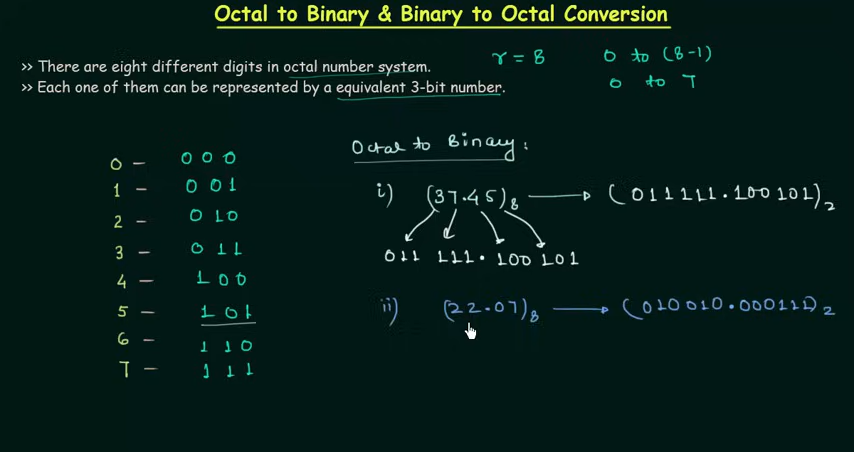 Octal to Binary & Binary to Octal Conversion
>> There are eight different digits in octal number system.
>> Each one of them can be represented by a equivalent 3-bit number.
r = 8
0 to (8-1)
0 to 7
0 - 000
1 - 001
2 - 010
3 - 011
4 - 100
5 - 101
6 - 110
7 - 111
Octal to Binary:
i) (37.45)8 → (011111.100101)2
011 111.100 101
ii) (22.07)8 → (010010.000111)2